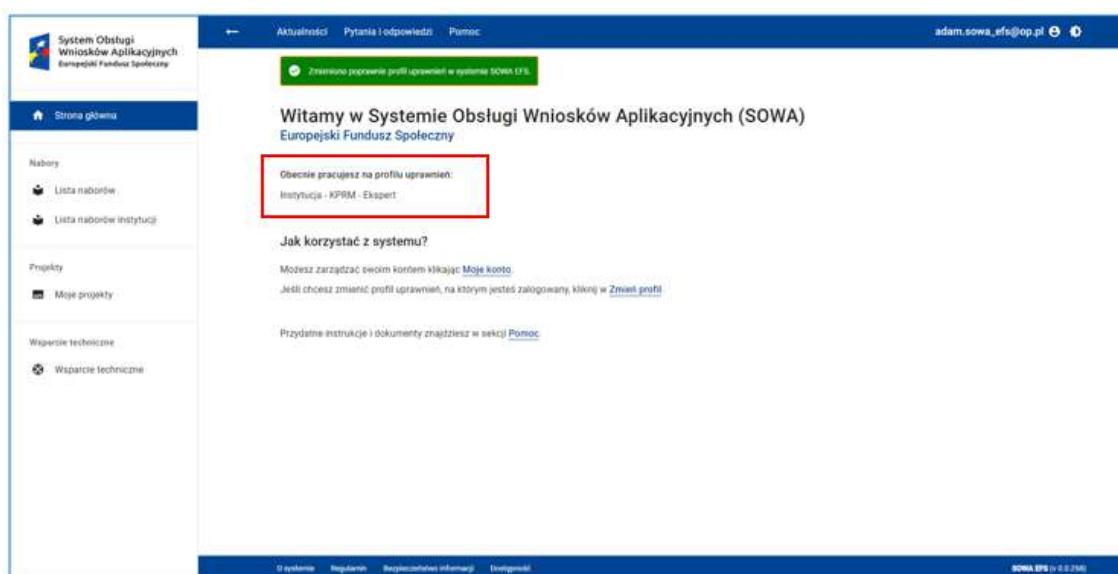 System Obsługi
Wniosków Aplikacyjnych
Europejski Fundusz Społeczny
Aktualności Pytania i odpowiedzi Pomoc
adam.sowa_efs@op.pl
Zmieniono poprawnie profil uprawnień w systemie SOWA EFS.
Strona główna
Witamy w Systemie Obsługi Wniosków Aplikacyjnych (SOWA)
Europejski Fundusz Społeczny
Nabory
Lista naborów
Lista naborów instytucji
Obecnie pracujesz na profilu uprawnień:
Instytucja - KPRM - Ekspert
Jak korzystać z systemu?
Projekty
Moje projekty
Możesz zarządzać swoim kontem klikając Moje konto.
Jeśli chcesz zmienić profil uprawnień, na którym jesteś zalogowany, kliknij w Zmień profil
Przydatne instrukcje i dokumenty znajdziesz w sekcji Pomoc.
Wsparcie techniczne
Wsparcie techniczne
O systemie Regulamin Bezpieczeństwo informacji Dostępność
SOWA EFS (v 0.0.256)